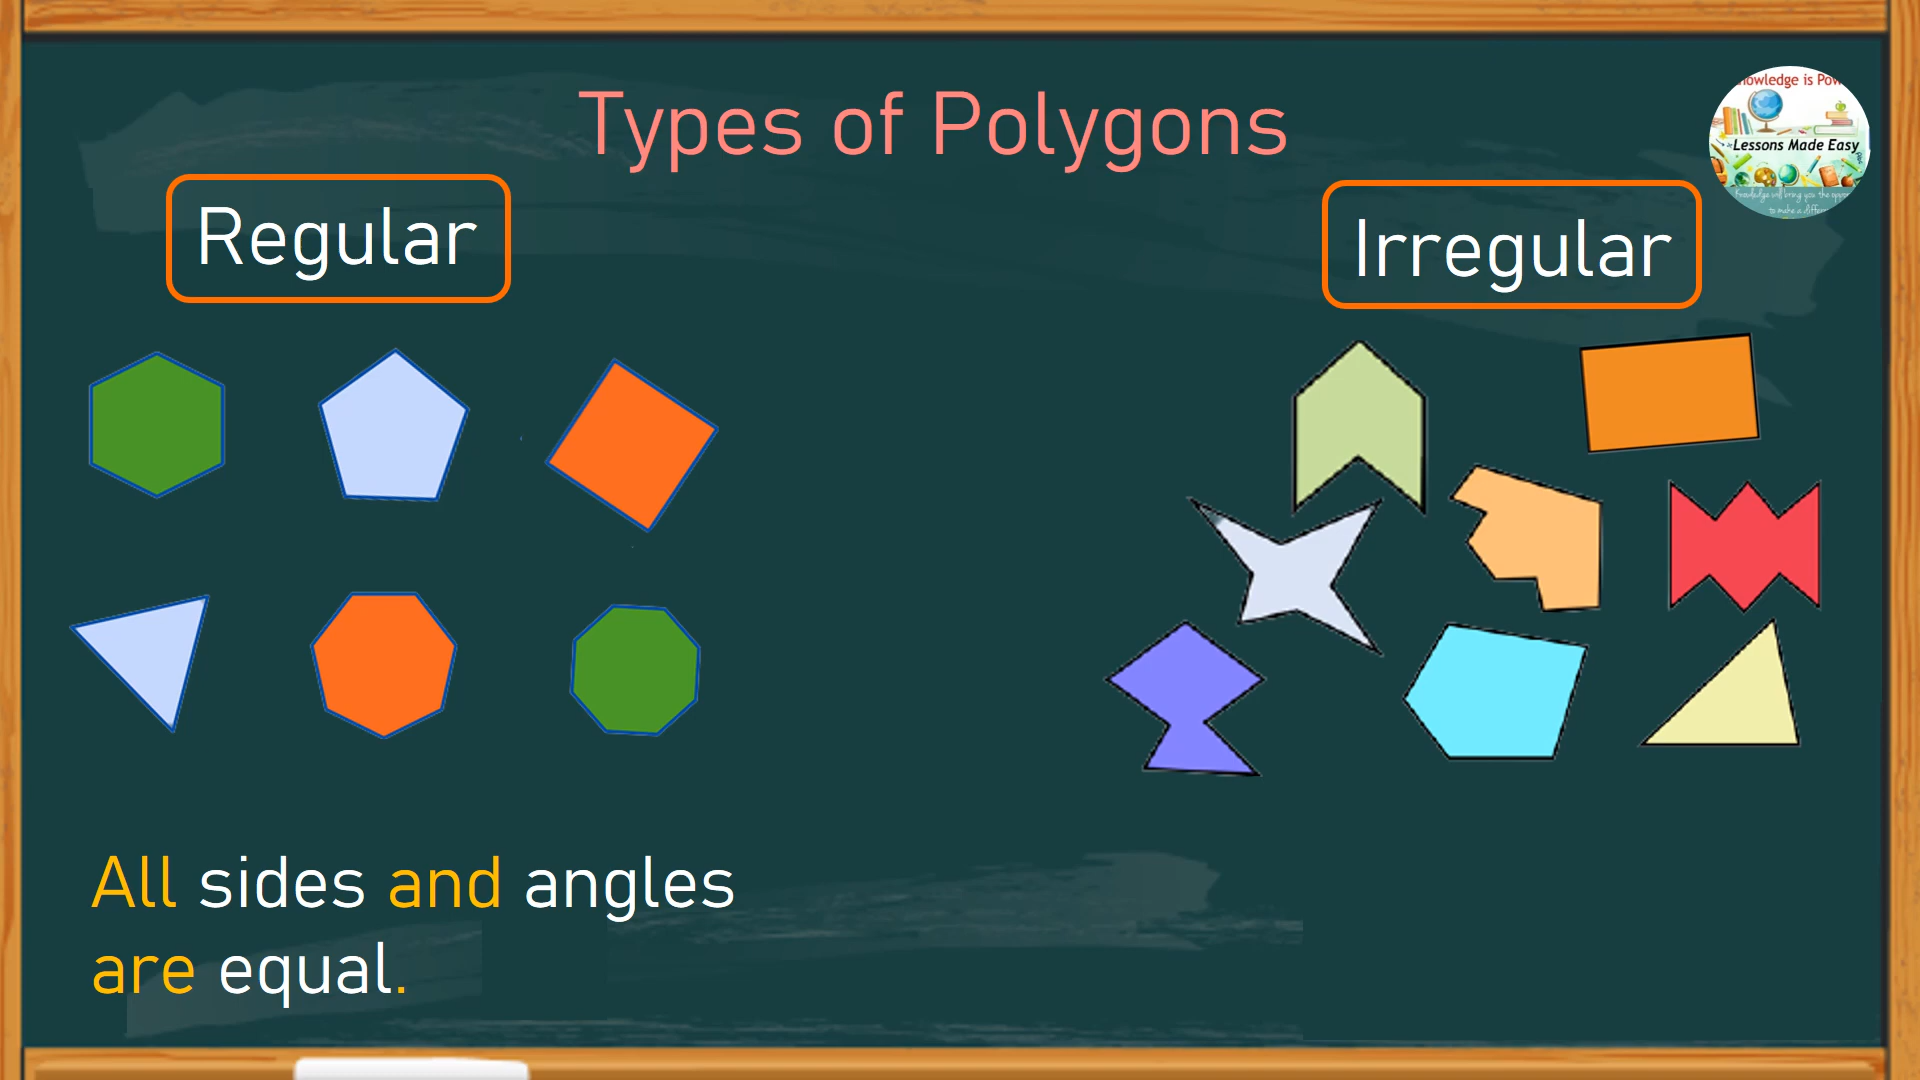 Types of Polygons
Lessons Made Easy
Regular
Irregular
All sides and angles
are equal.